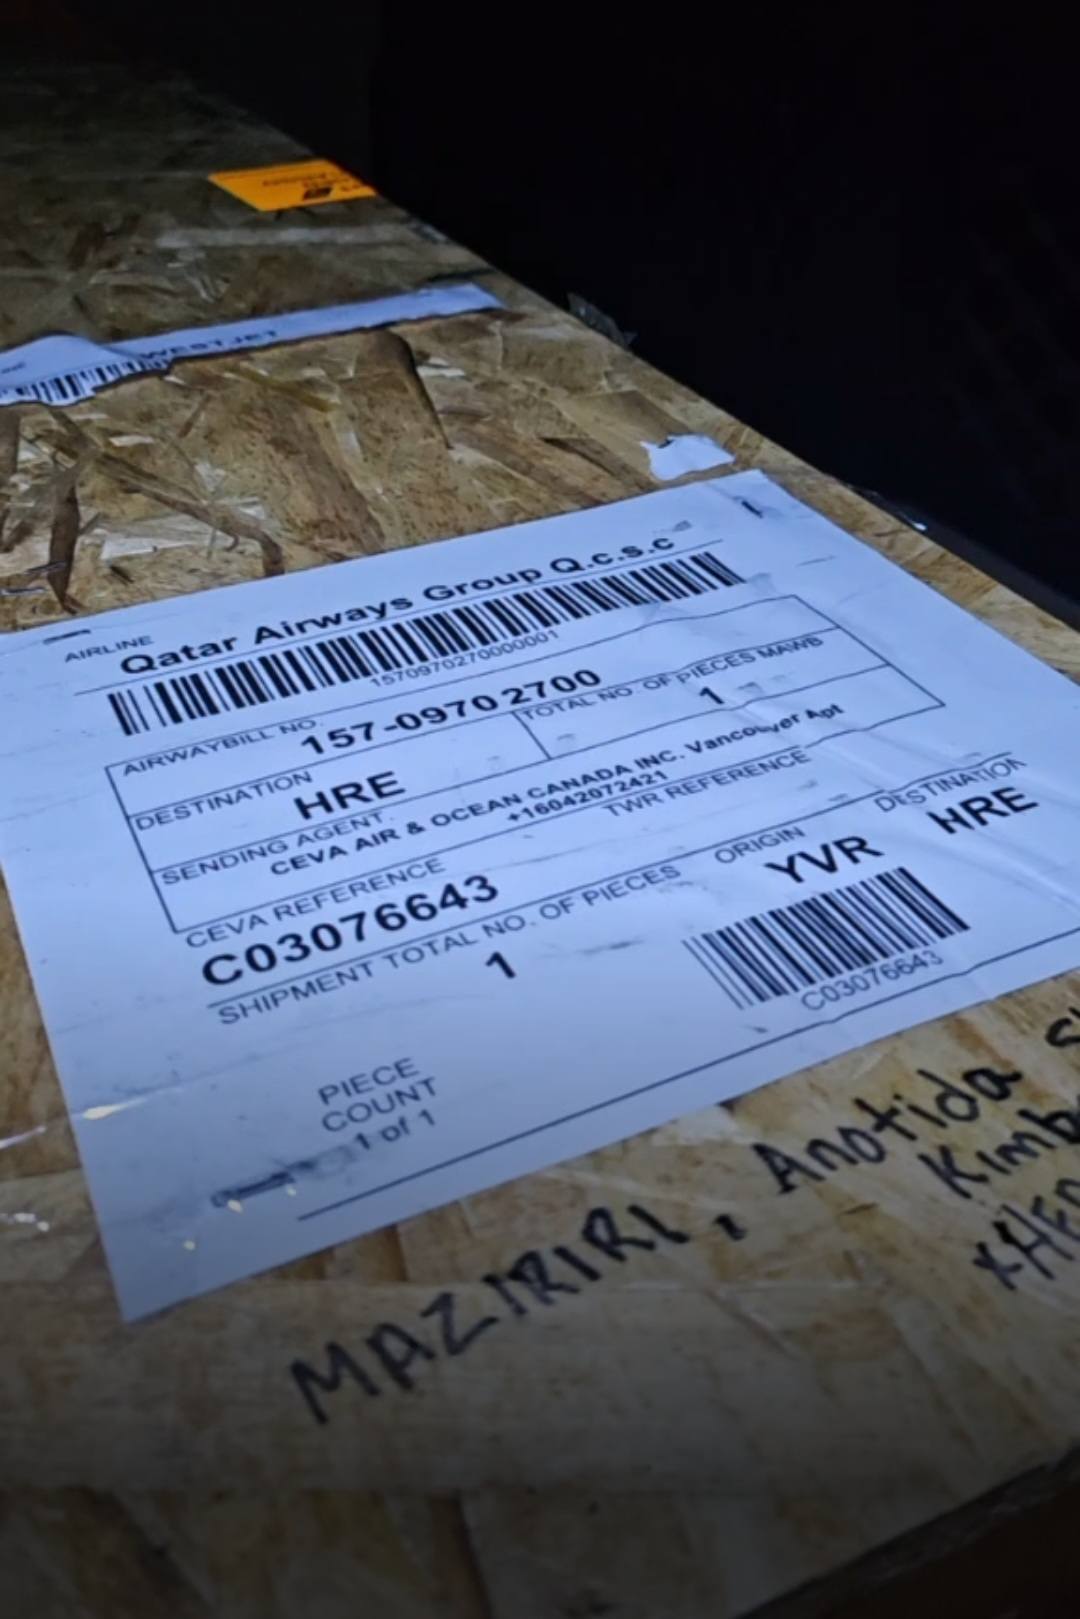 WESTJET
AIRLINE
Qatar Airways Group Q.c.s.c
1570970270000001
AIRWAYBILL NO.
157-0970 2700
DESTINATION
HRE
TOTAL NO. OF PIECES MAWB
1
SENDING AGENT.
CEVA AIR & OCEAN CANADA INC. Vancouver Apt
+16042072421
CEVA REFERENCE
C03076643
TWR REFERENCE
SHIPMENT TOTAL NO. OF PIECES
1
ORIGIN
YVR
DESTINATION
HRE
C03076643
PIECE
COUNT
1 of 1
MAZIRIRI, Anotida